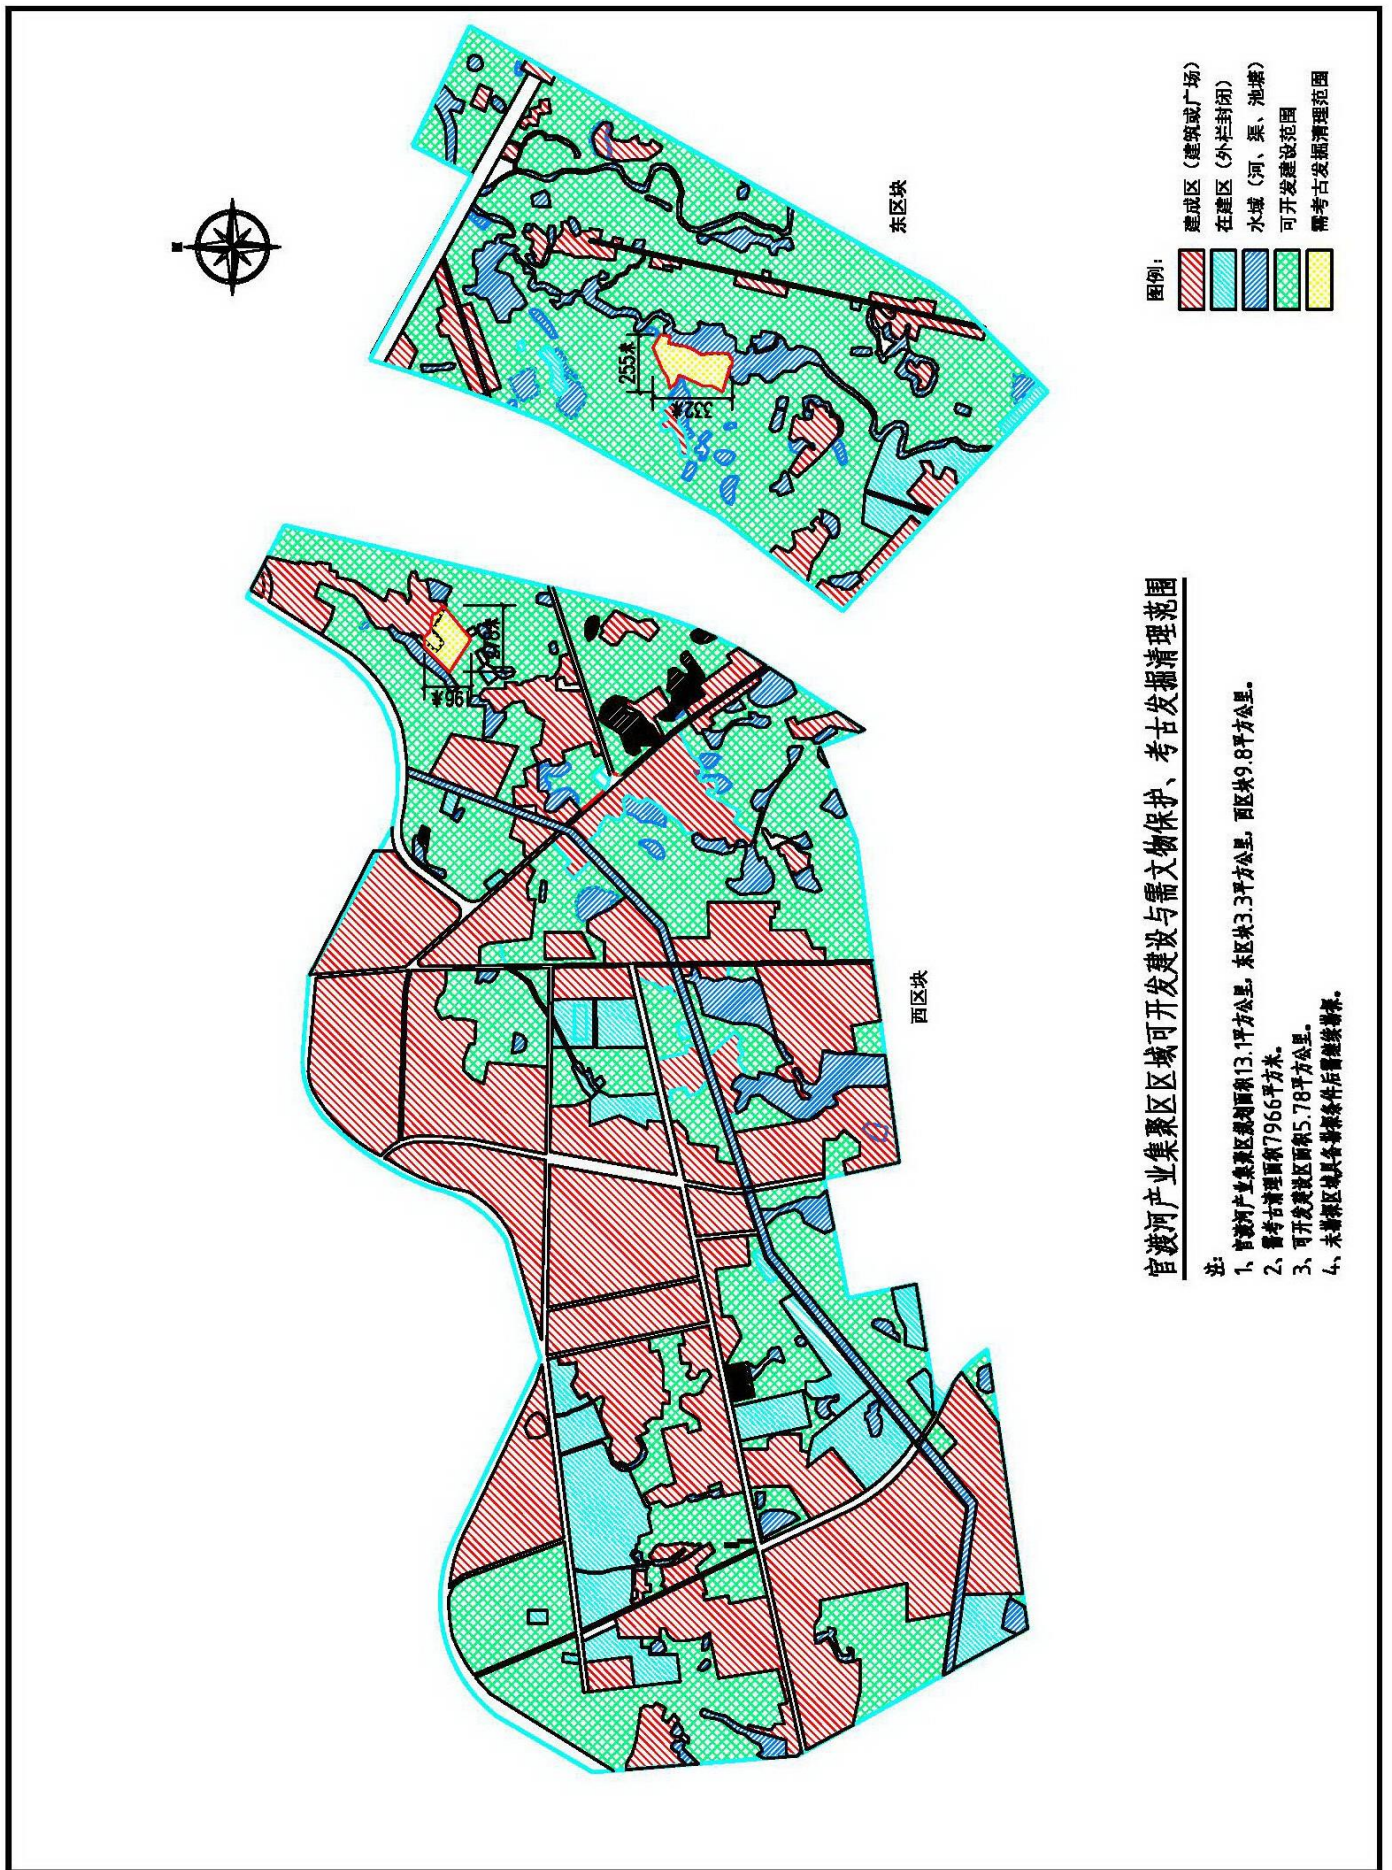 官渡河产业集聚区区域可开发建设与需文物保护、考古发掘清理范围
注:
1、官渡河产业集聚区规划面积13.1平方公里，东区块3.3平方公里，西区块9.8平方公里。
2、需考古清理面积7966平方米。
3、可开发建设区面积5.78平方公里。
4、未勘探区域具备勘探条件后需继续勘探。
图例:
建成区（建筑或广场）
在建区（外栏封闭）
水域（河、渠、池塘）
可开发建设范围
需考古发掘清理范围
西区块
东区块
255米
332米
196米